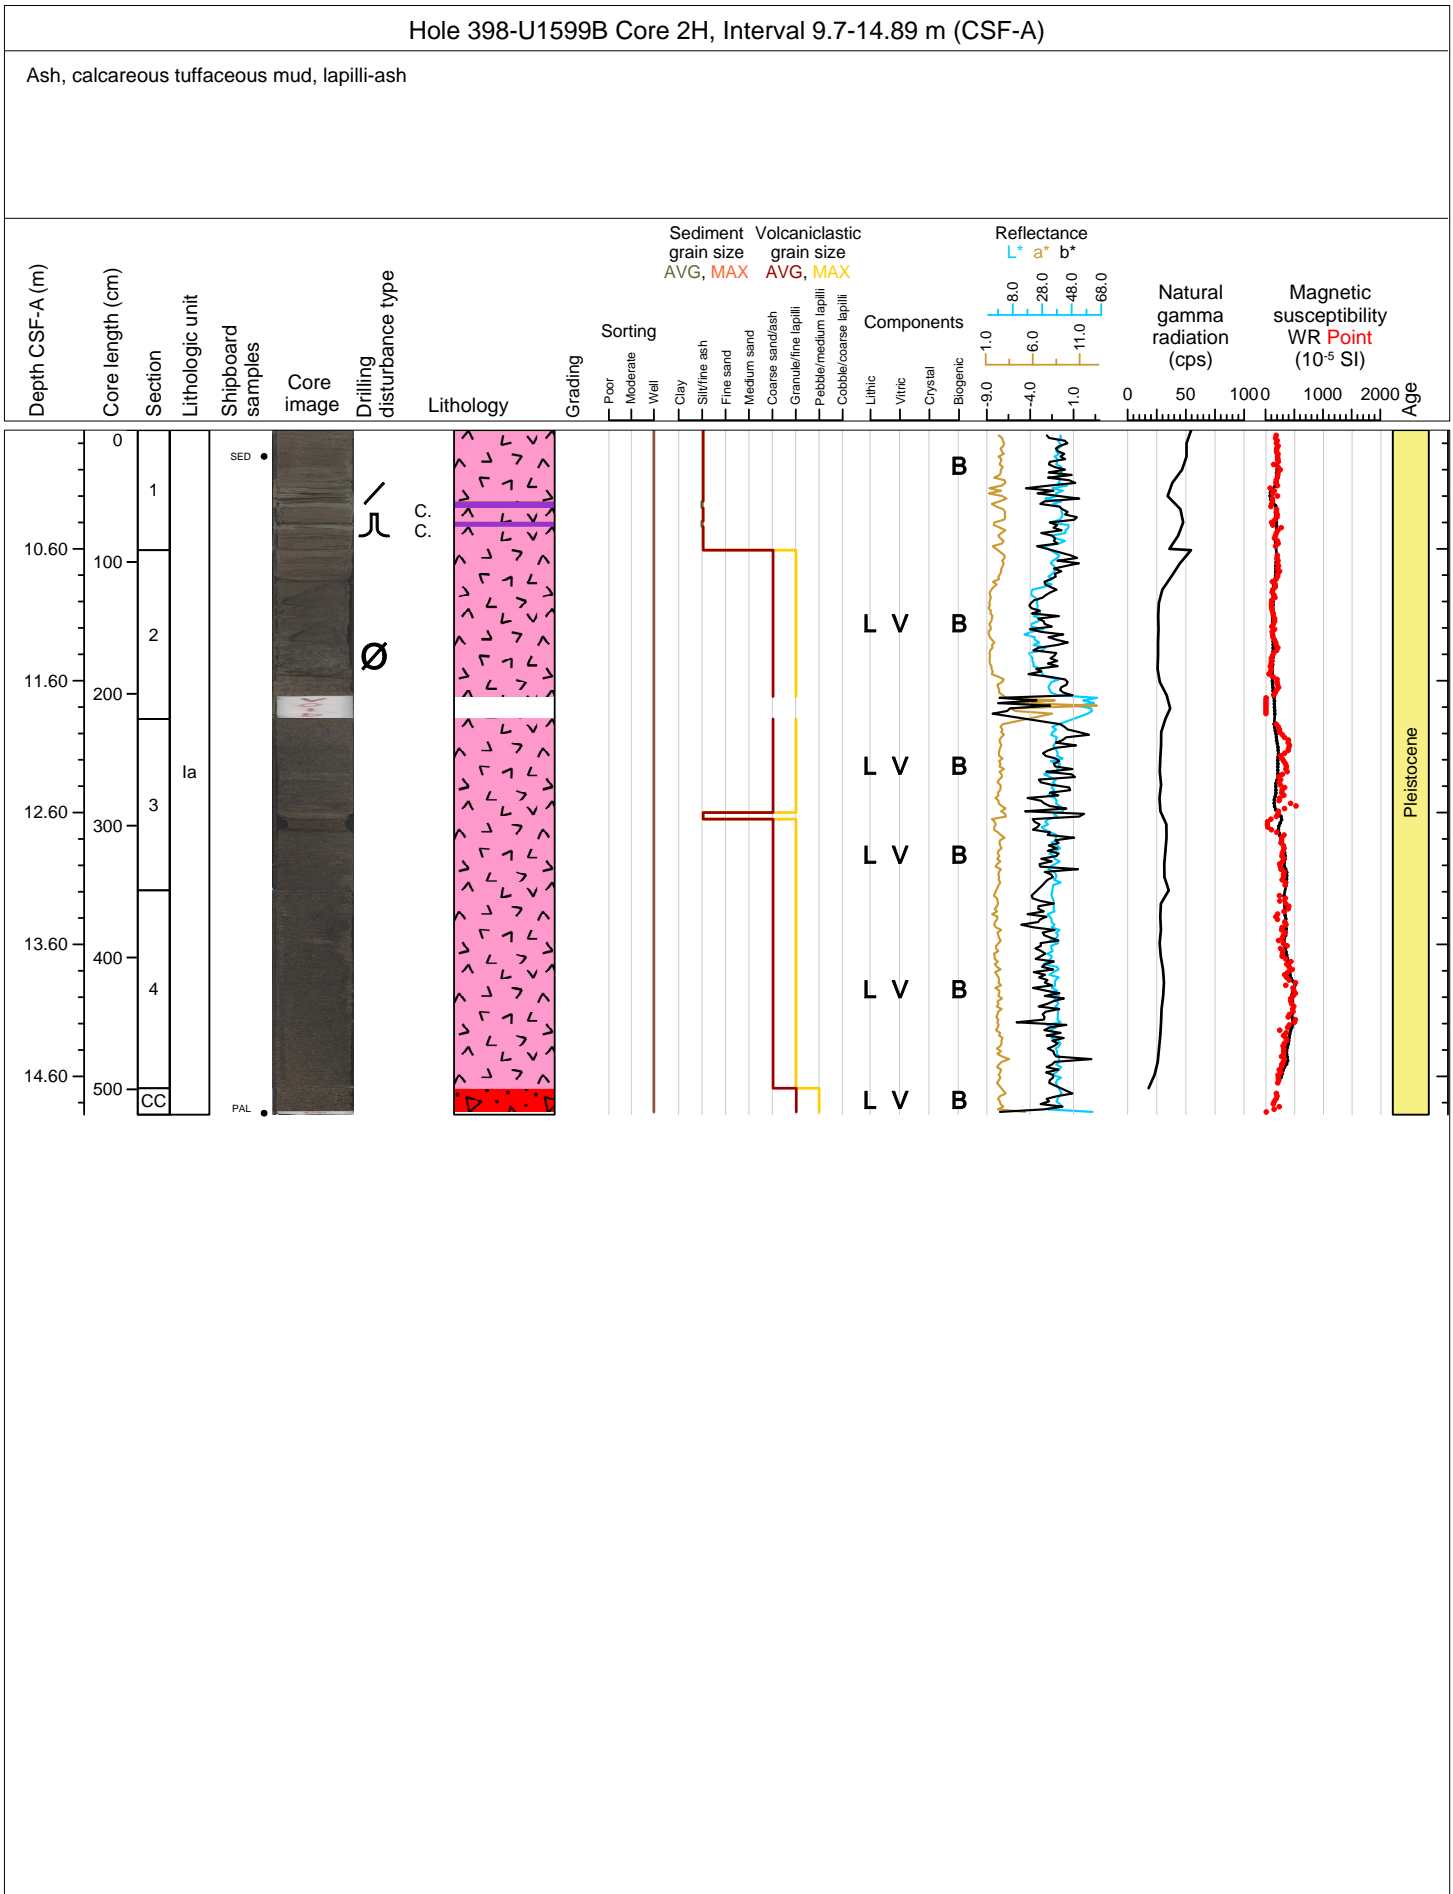 Hole 398-U1599B Core 2H, Interval 9.7-14.89 m (CSF-A)
Ash, calcareous tuffaceous mud, lapilli-ash
Depth CSF-A (m)
Core length (cm)
Section
Lithologic unit
Shipboard
samples
Core
image
Drilling
disturbance type
Lithology
Grading
Sorting
Poor
Moderate
Well
Sediment
grain size
AVG, MAX
Volcaniclastic
grain size
AVG, MAX
Clay
Silt/fine ash
Fine sand
Medium sand
Coarse sand/ash
Granule/fine lapilli
Pebble/medium lapilli
Cobble/coarse lapilli
Components
Lithic
Vitric
Crystal
Biogenic
Reflectance
L* a* b*
8.0
28.0
48.0
68.0
1.0
6.0
11.0
-9.0
-4.0
1.0
Natural
gamma
radiation
(cps)
0 50 100
Magnetic
susceptibility
WR Point
(10-5 SI)
0 1000 2000
Age
0
SED
B
1
C.
C.
10.60
100
L V B
2
Ø
11.60
200
L V B
Ia
Pleistocene
3
12.60
300
L V B
13.60
400
4
L V B
14.60
500
CC
PAL
L V B